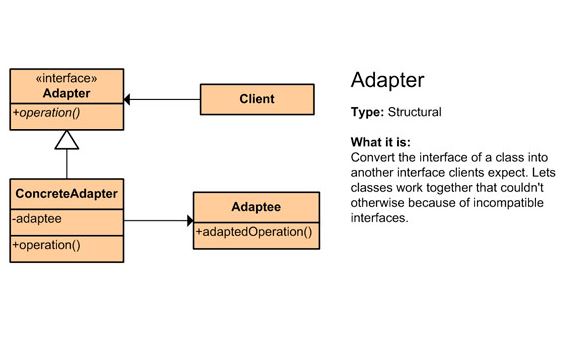 «interface»
Adapter
+operation()
Client
ConcreteAdapter
-adaptee
+operation()
Adaptee
+adaptedOperation()
Adapter
Type: Structural
What it is:
Convert the interface of a class into
another interface clients expect. Lets
classes work together that couldn't
otherwise because of incompatible
interfaces.